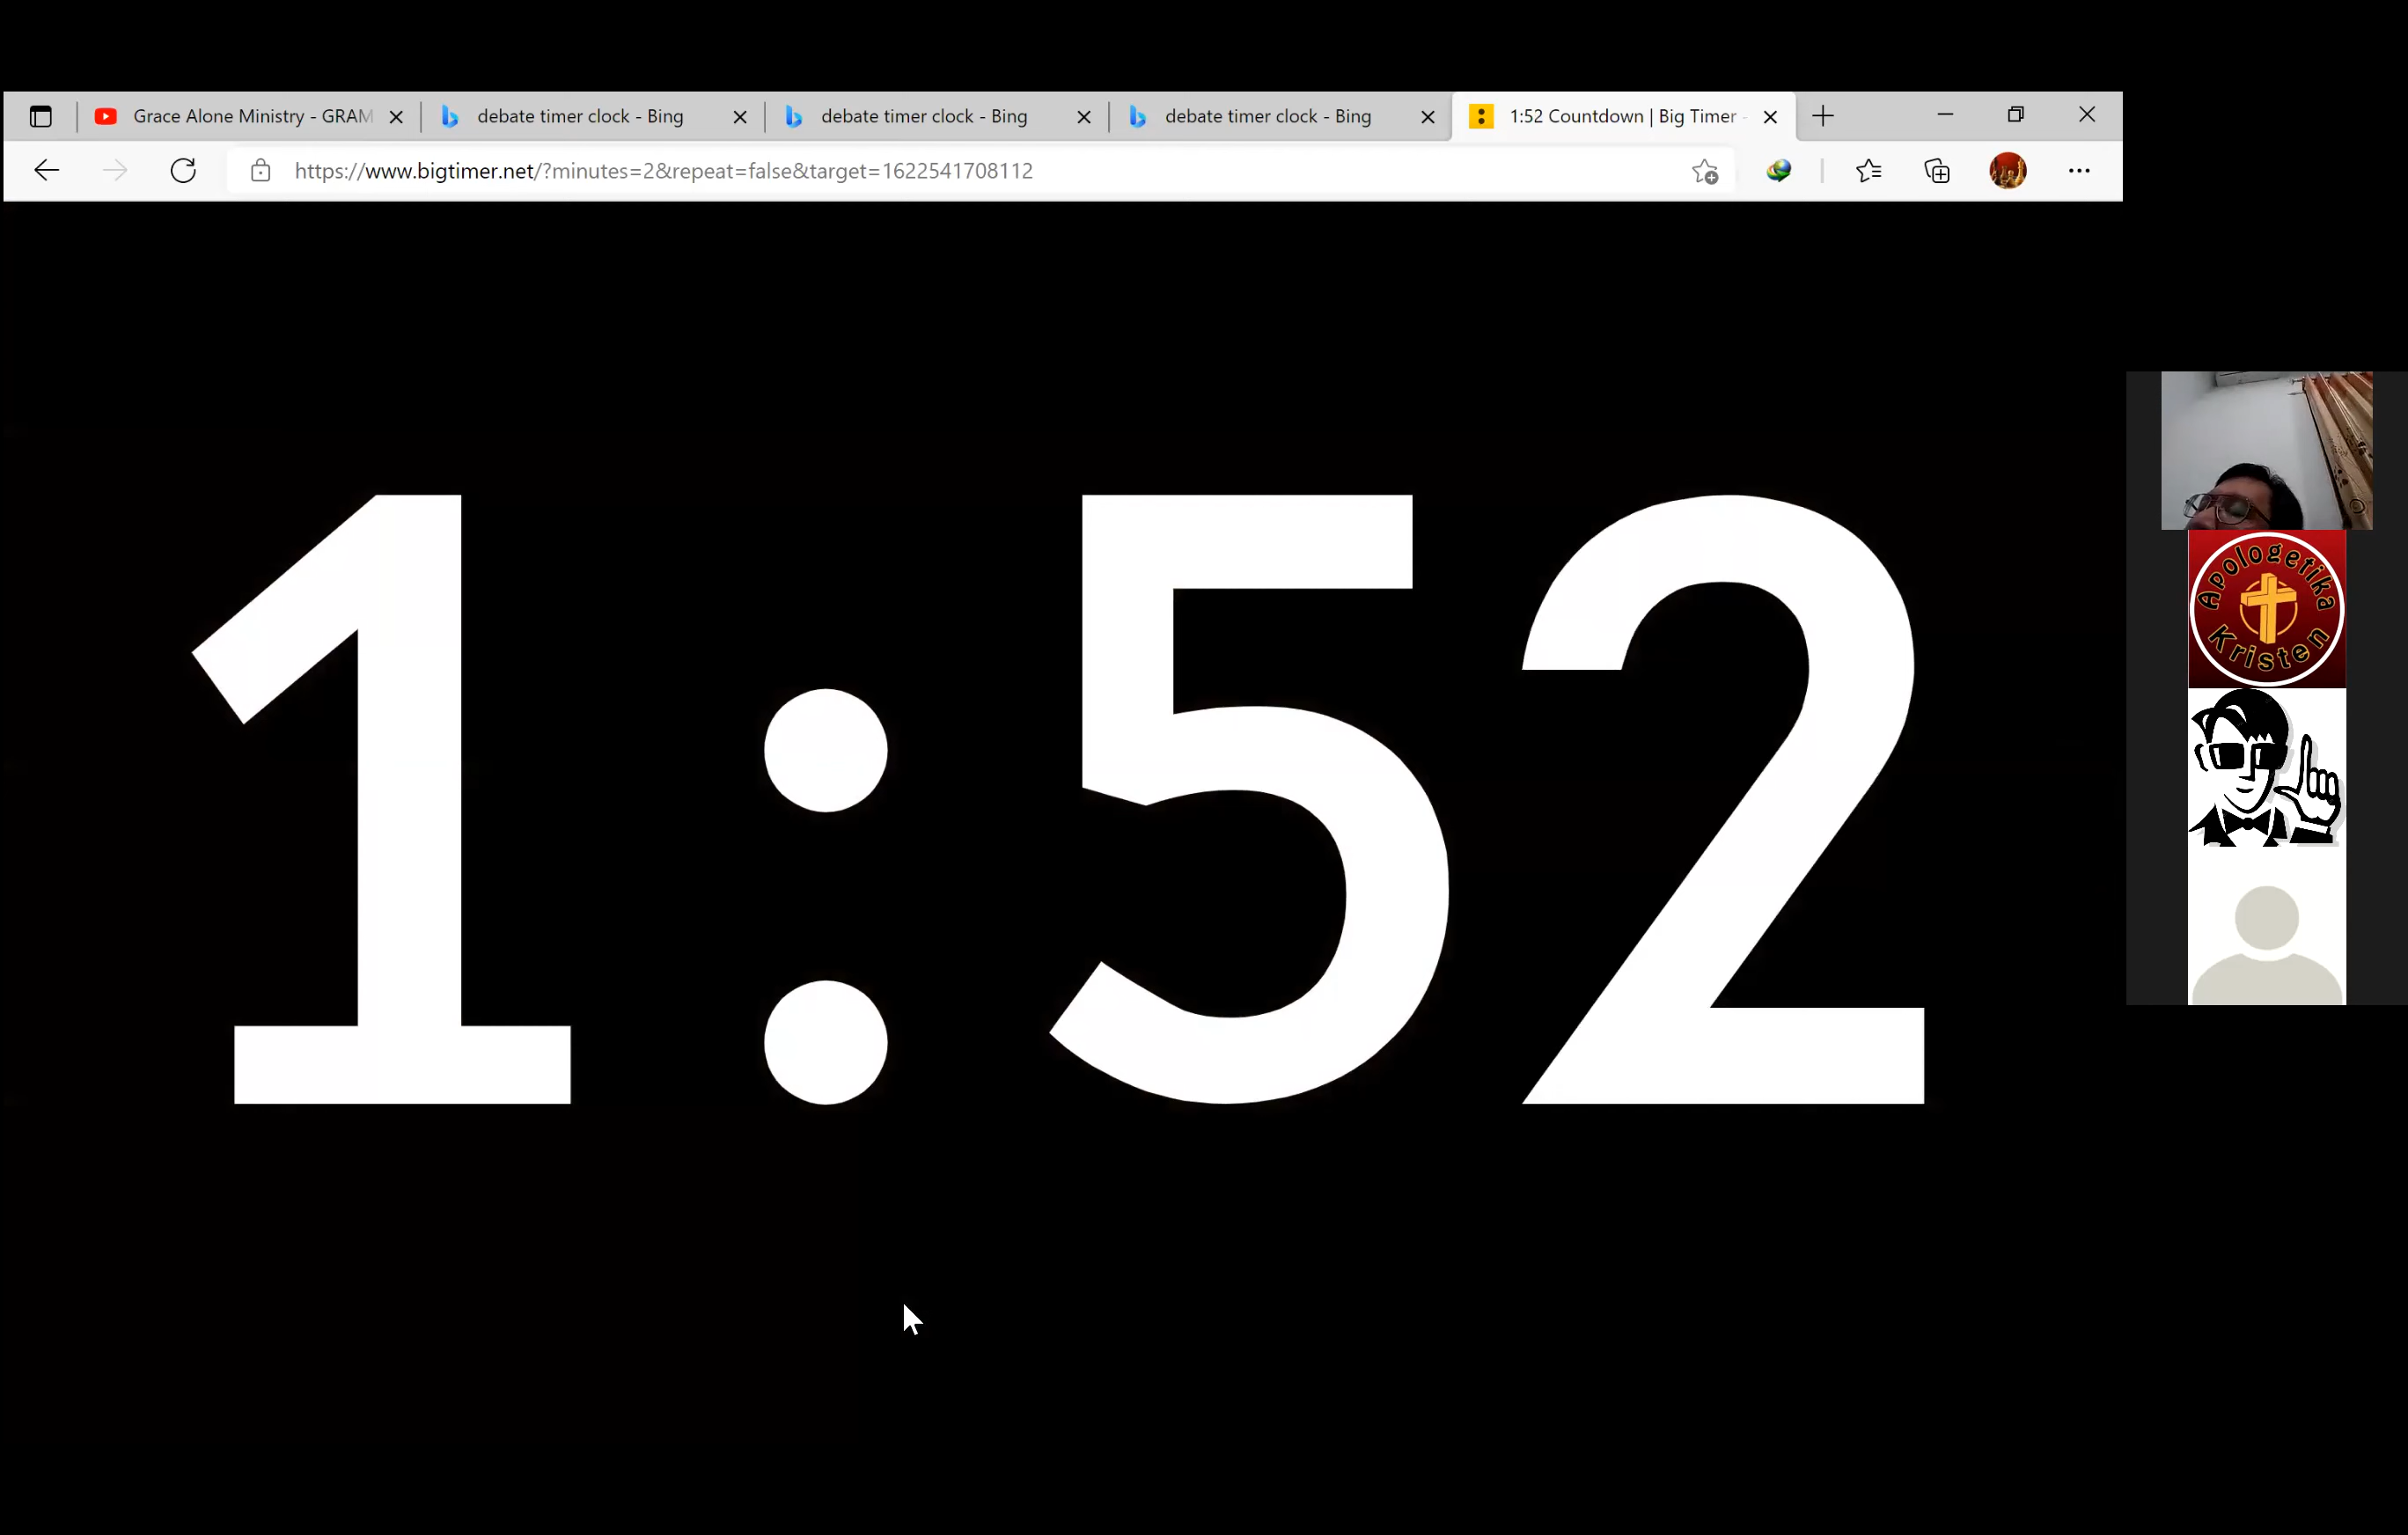 Grace Alone Ministry - GRAM
debate timer clock - Bing
debate timer clock - Bing
debate timer clock - Bing
1:52 Countdown | Big Timer -
https://www.bigtimer.net/?minutes=2&repeat=false&target=1622541708112
1:52
Apologetika
Kristen